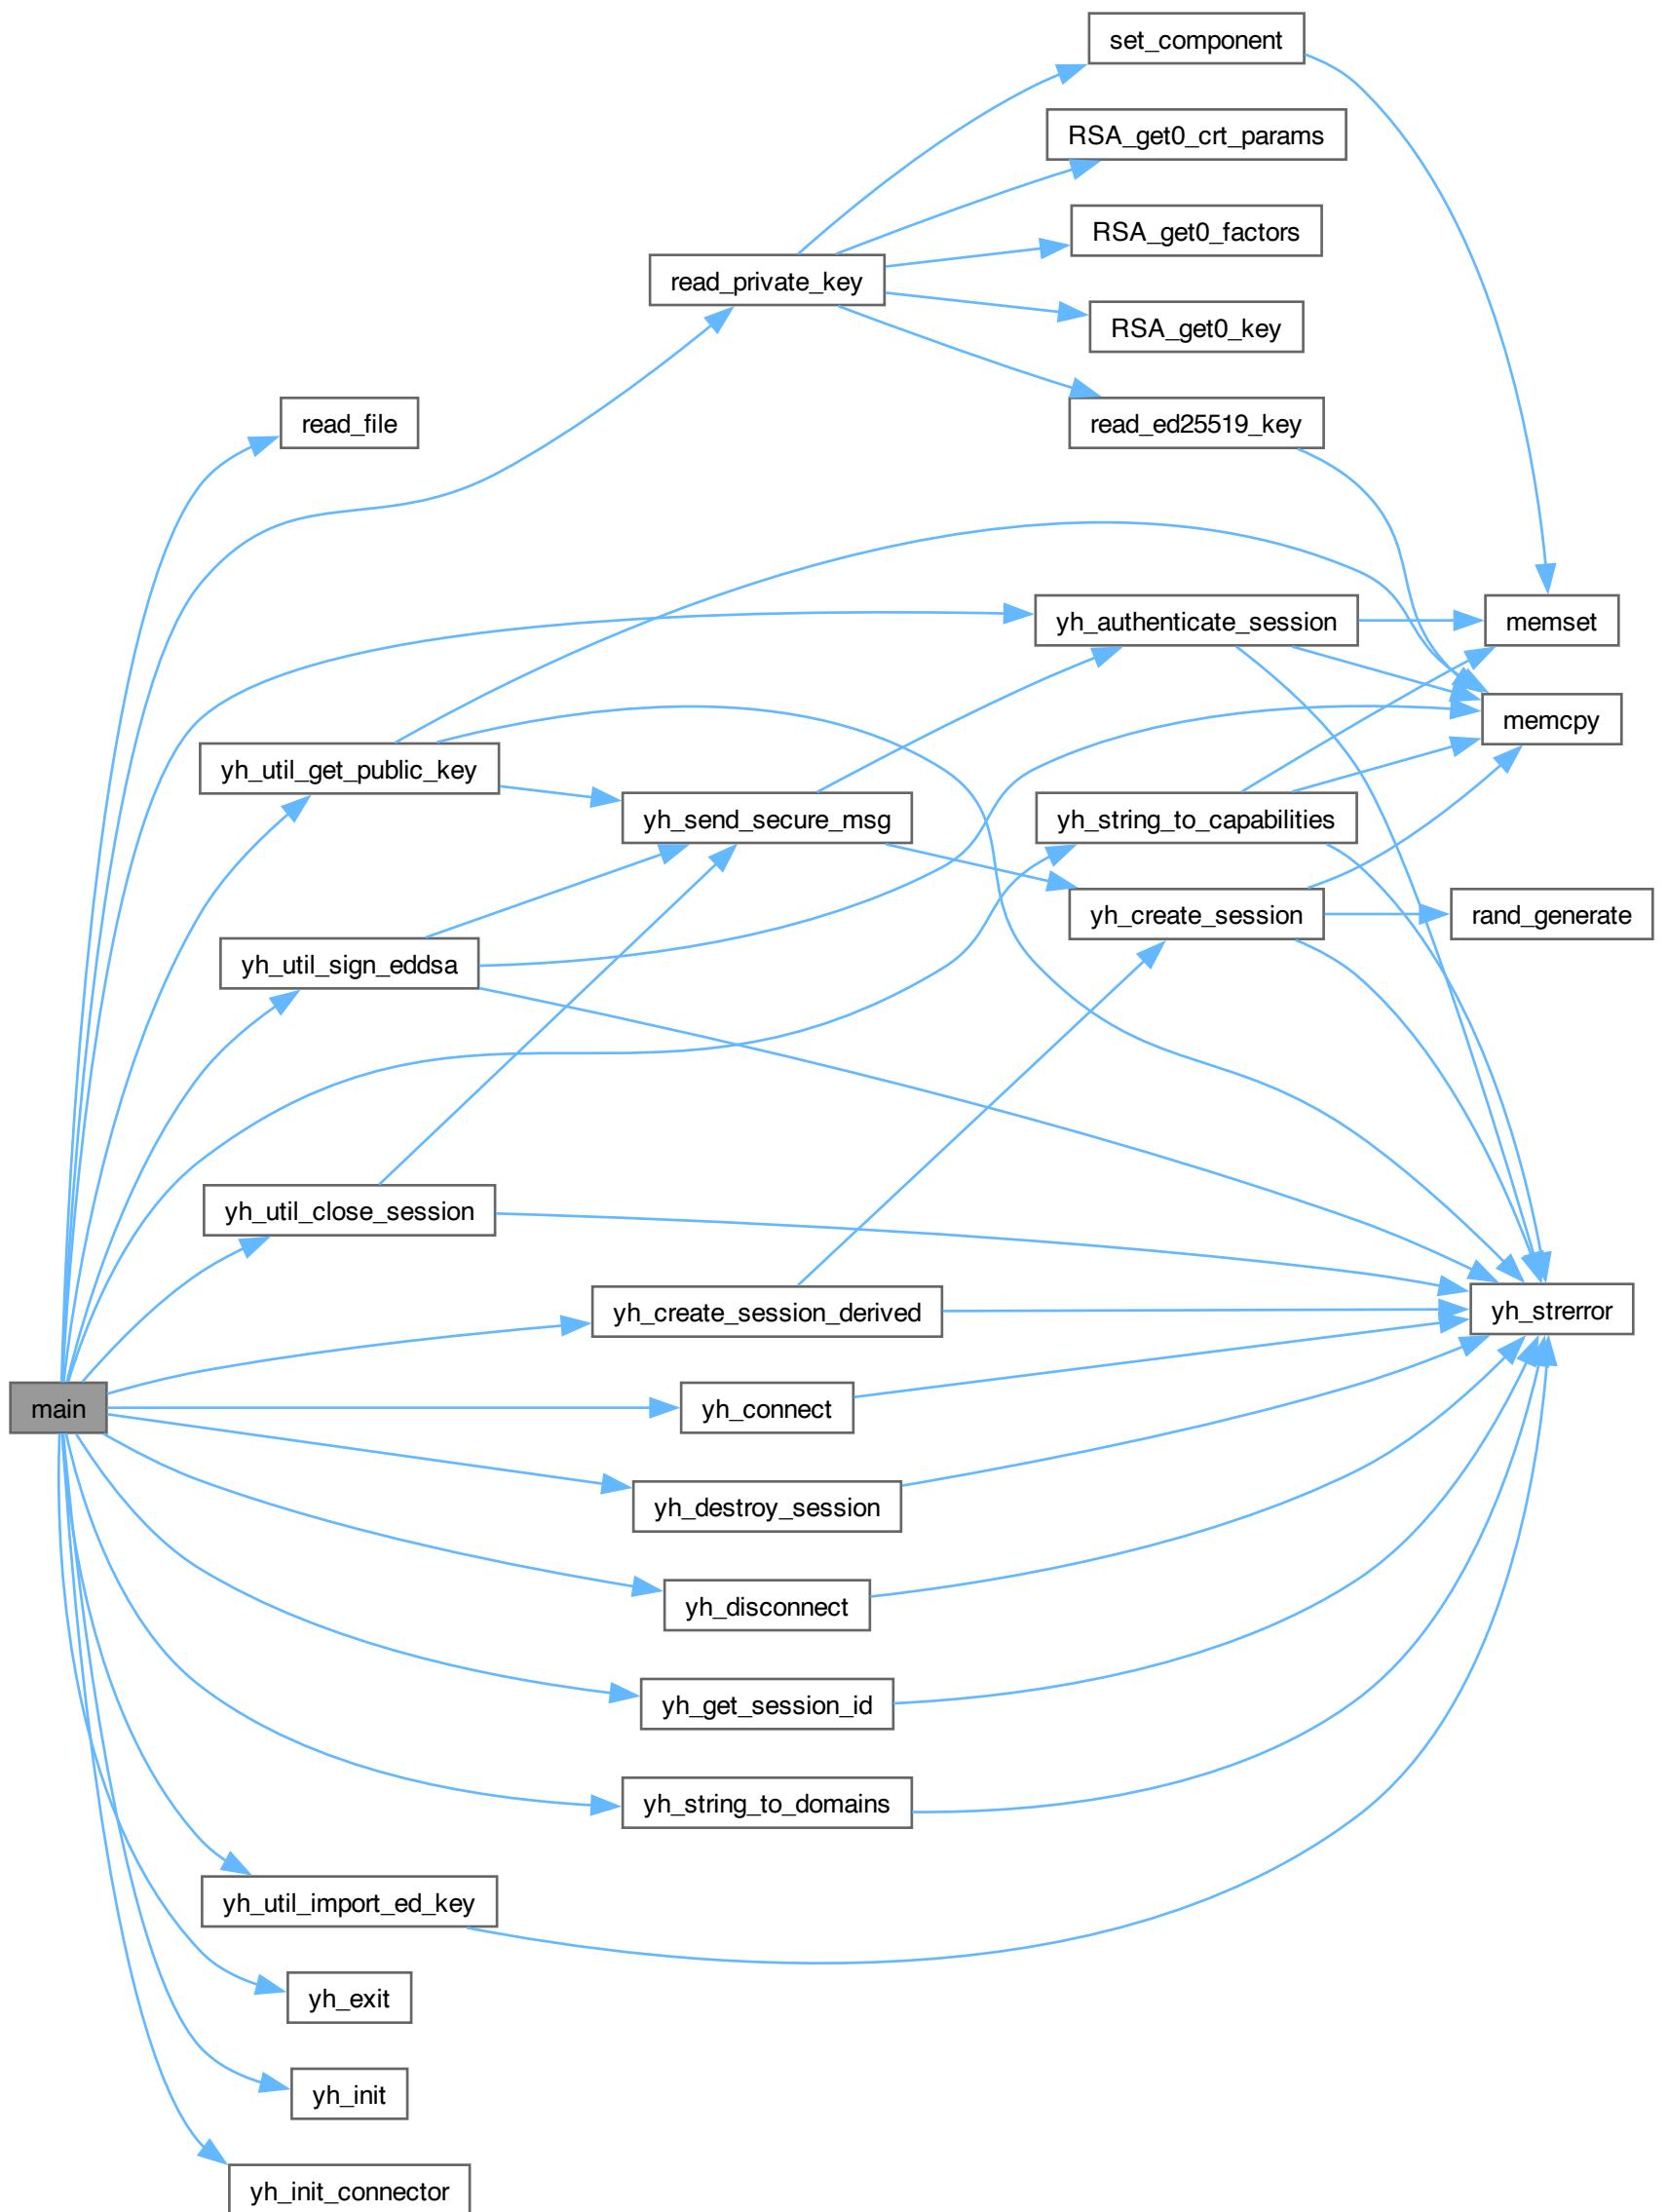 set_component
RSA_get0_crt_params
RSA_get0_factors
read_private_key
RSA_get0_key
read_file
read_ed25519_key
yh_authenticate_session
memset
memcpy
yh_util_get_public_key
yh_send_secure_msg
yh_string_to_capabilities
yh_create_session
rand_generate
yh_util_sign_eddsa
yh_util_close_session
yh_create_session_derived
yh_strerror
main
yh_connect
yh_destroy_session
yh_disconnect
yh_get_session_id
yh_string_to_domains
yh_util_import_ed_key
yh_exit
yh_init
yh_init_connector